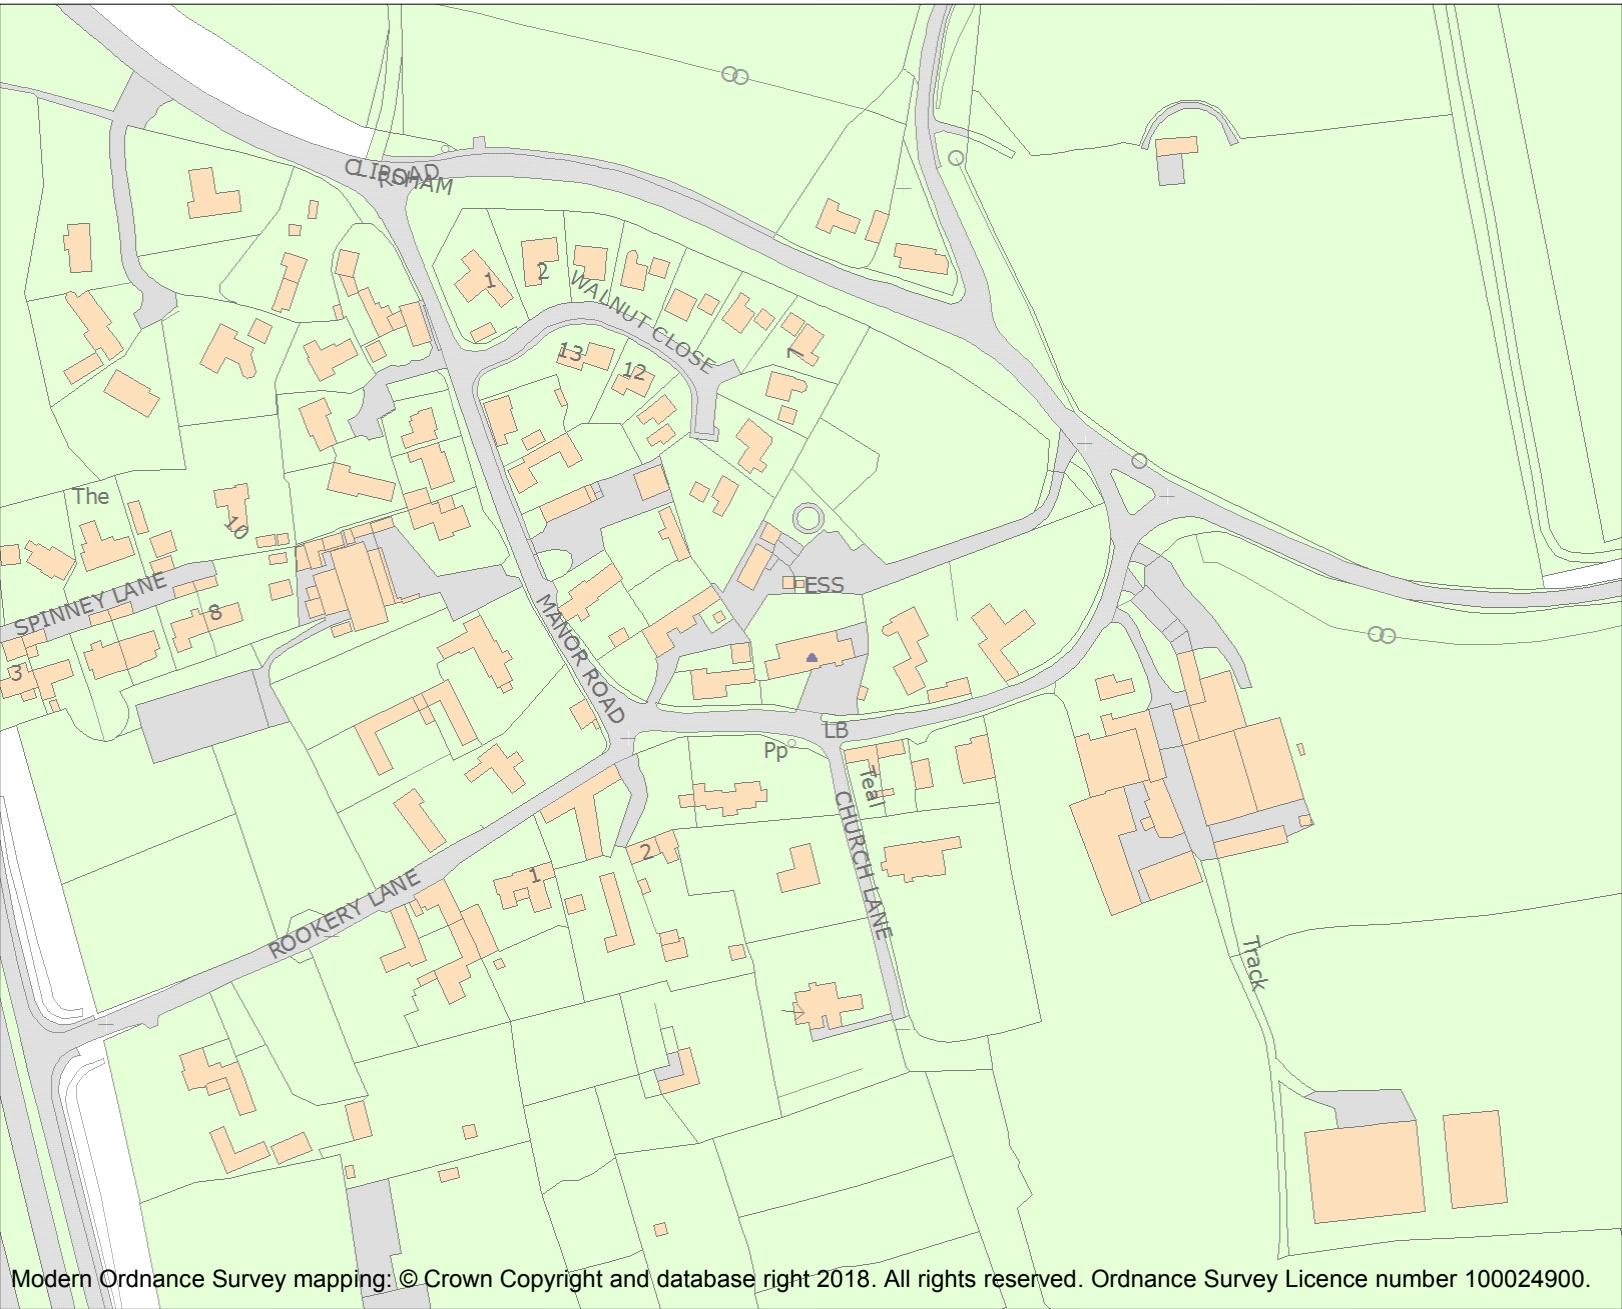 CLIPSHAM
ROAD
1
2
WALNUT CLOSE
13
12
7
The
10
ESS
SPINNEY LANE
8
3
MANOR ROAD
LB
Pp
Teal
CHURCH LANE
2
1
ROOKERY LANE
Track
Modern Ordnance Survey mapping: © Crown Copyright and database right 2018. All rights reserved. Ordnance Survey Licence number 100024900.